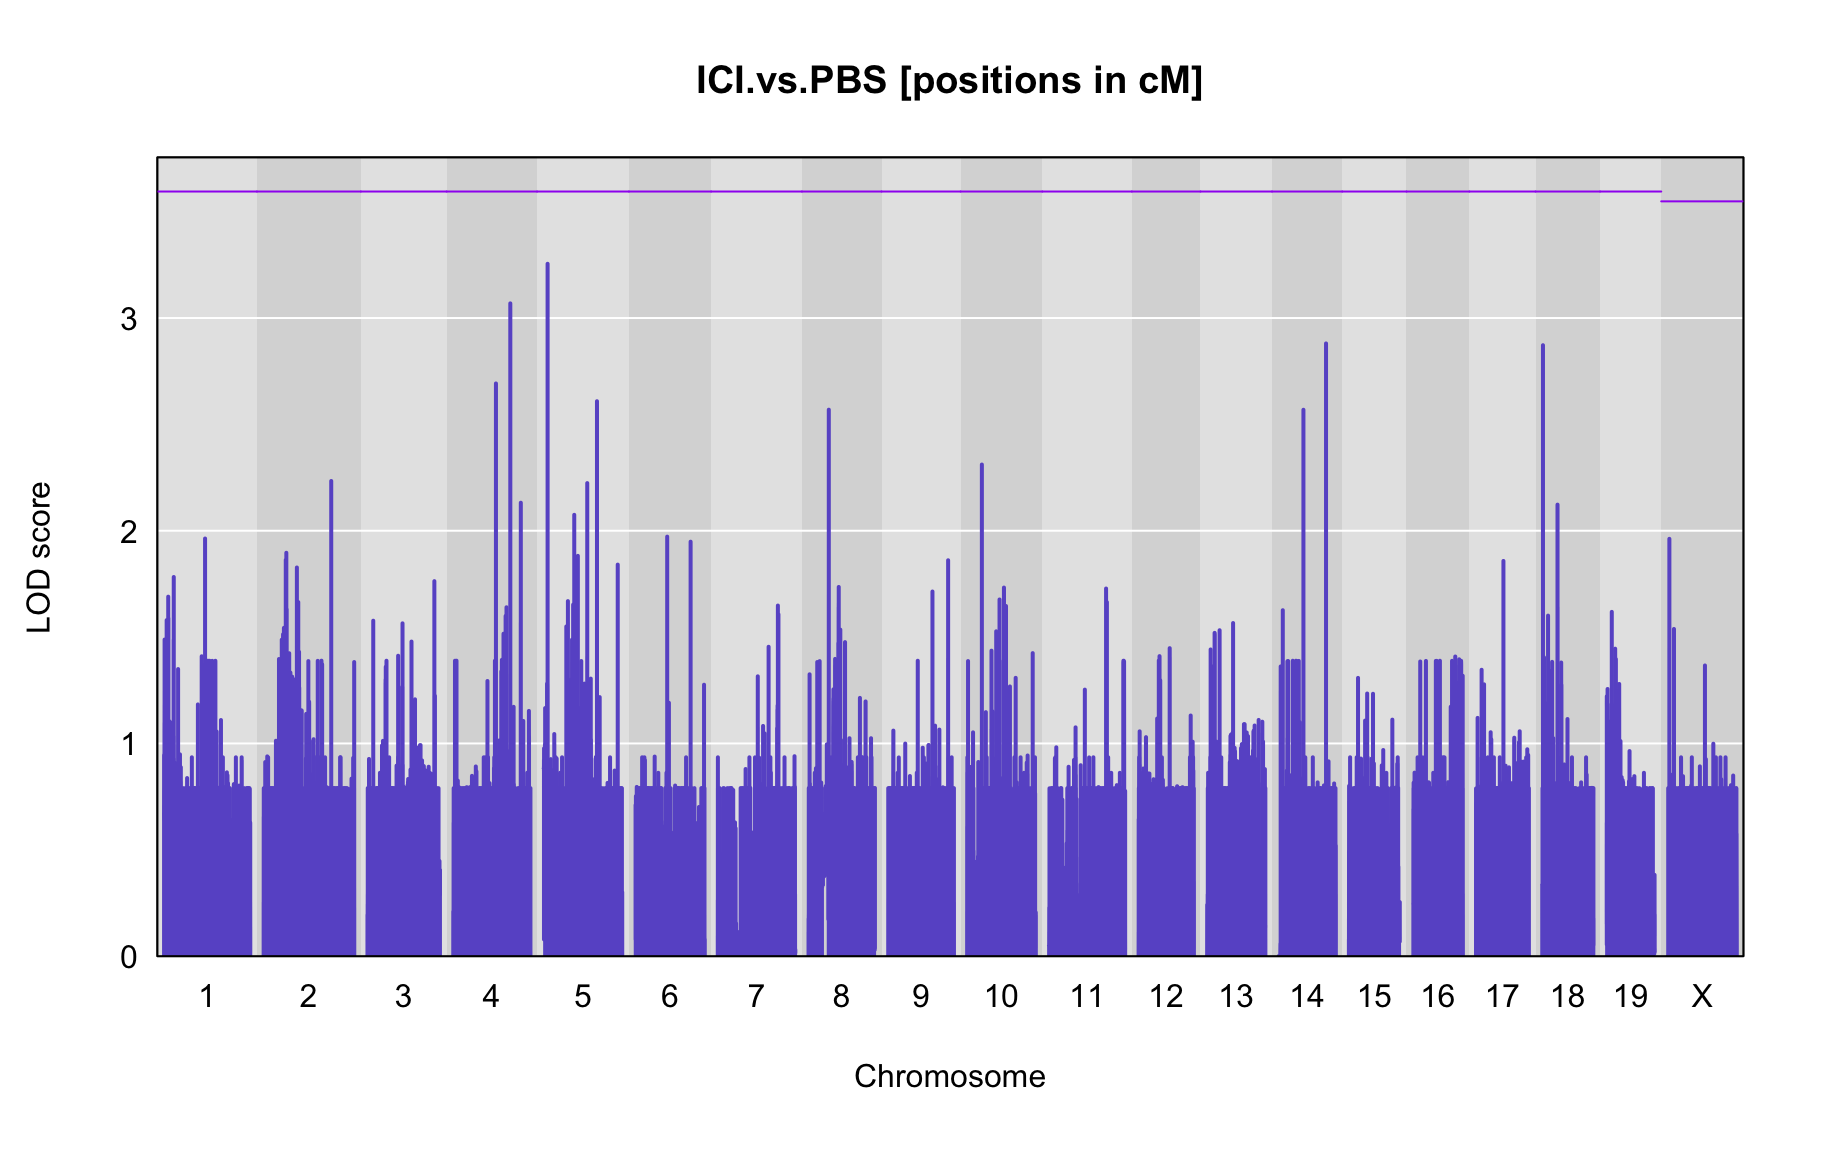 ICI.vs.PBS [positions in cM]
3
2
1
0
LOD score
1 2 3 4 5 6 7 8 9 10 11 12 13 14 15 16 17 18 19 X
Chromosome